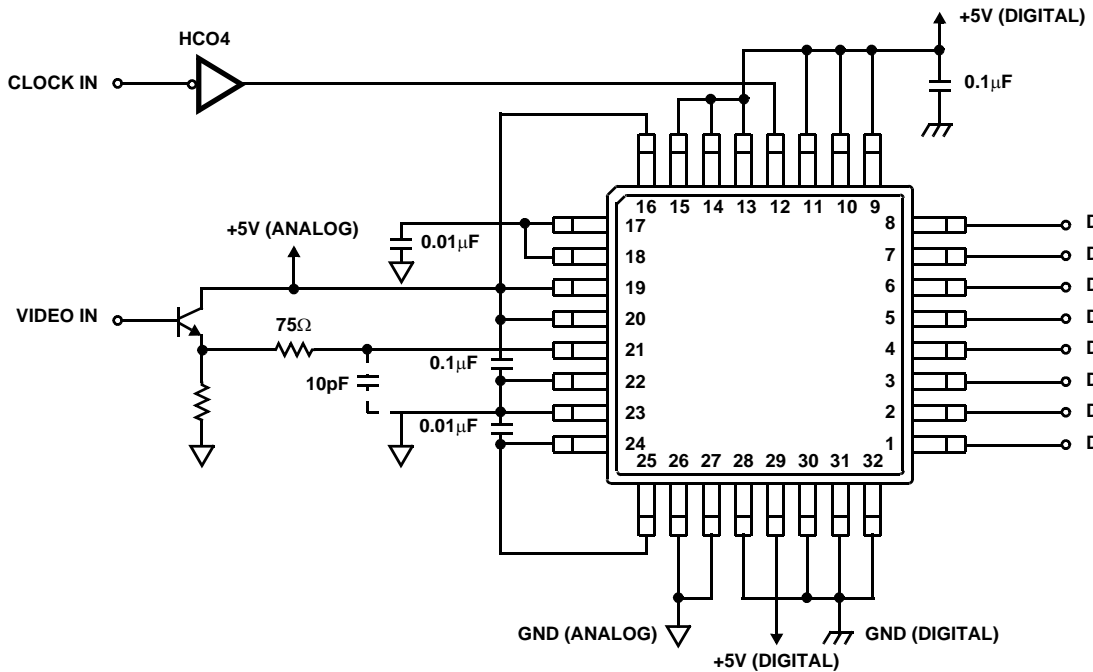 +5V (DIGITAL)
HCO4
CLOCK IN
0.1μF
16 15 14 13 12 11 10 9
+5V (ANALOG)
0.01μF
17
18
19
20
21
22
23
24
8
7
6
5
4
3
2
1
D
D
D
D
D
D
D
D
VIDEO IN
75Ω
10pF
0.1μF
0.01μF
25 26 27 28 29 30 31 32
GND (ANALOG)
GND (DIGITAL)
+5V (DIGITAL)